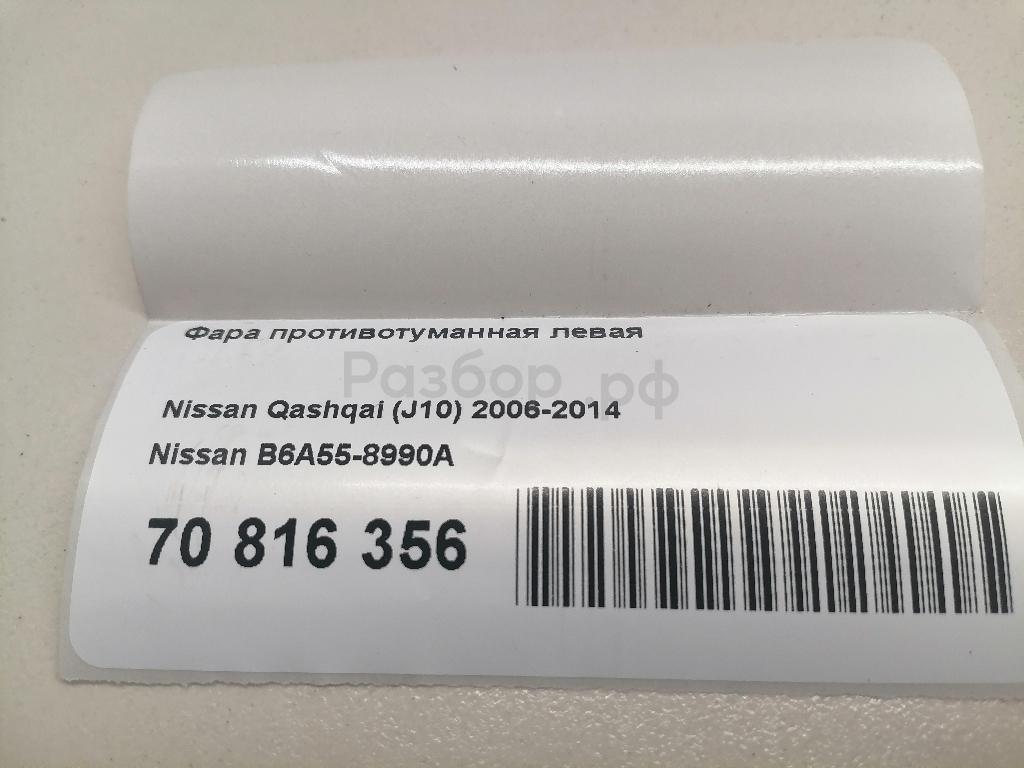 Фара противотуманная левая
Разбор.рф
Nissan Qashqai (J10) 2006-2014
Nissan B6A55-8990A
70 816 356